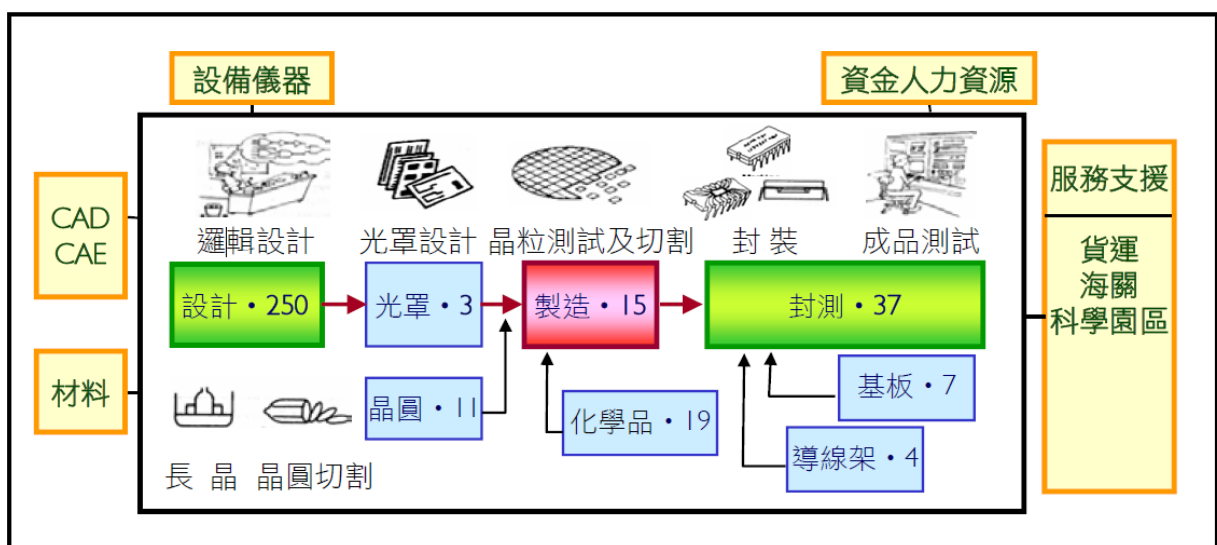 設備儀器
資金人力資源
CAD
CAE
材料
服務支援
貨運
海關
科學園區
邏輯設計
光罩設計
晶粒測試及切割
封 裝
成品測試
設計・250
光罩・3
製造・15
封測・37
晶圓・11
化學品・19
基板・7
導線架・4
長 晶
晶圓切割